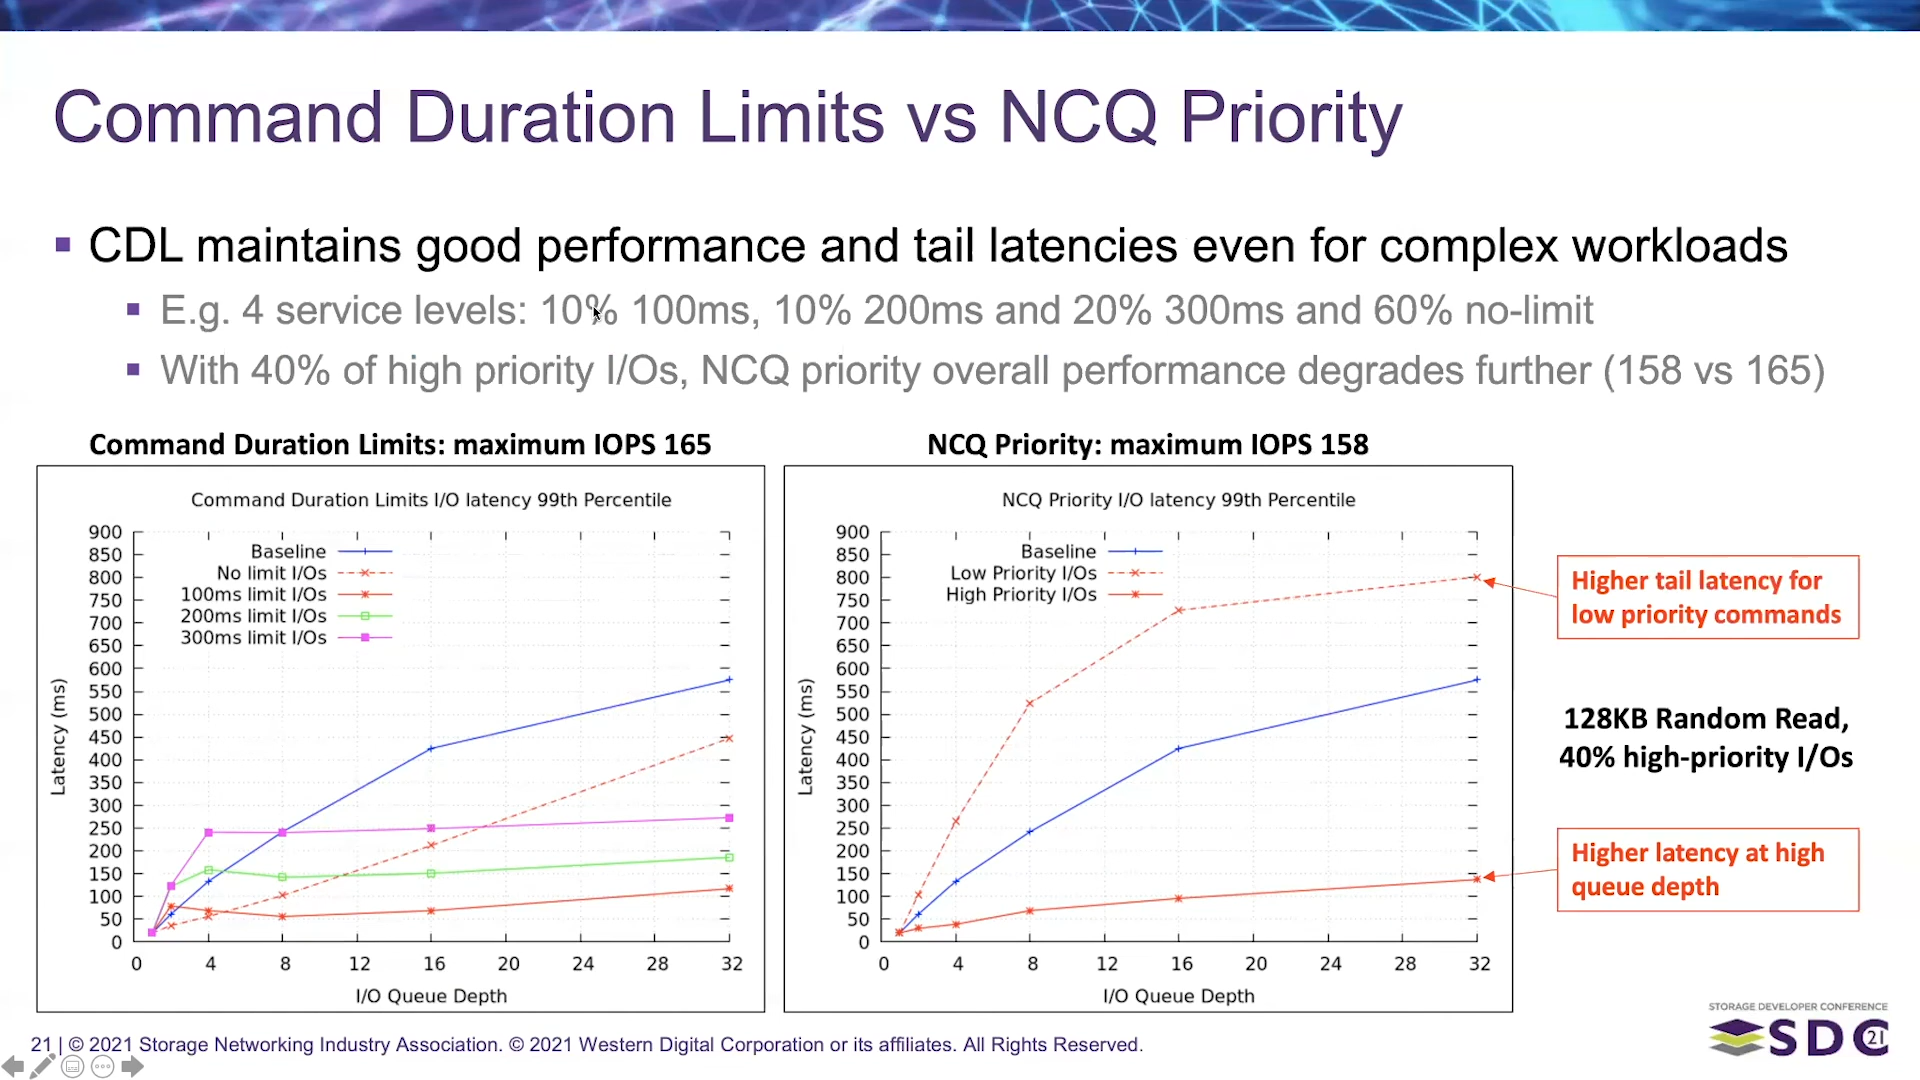 Command Duration Limits vs NCQ Priority
CDL maintains good performance and tail latencies even for complex workloads
E.g. 4 service levels: 10% 100ms, 10% 200ms and 20% 300ms and 60% no-limit
With 40% of high priority I/Os, NCQ priority overall performance degrades further (158 vs 165)
Command Duration Limits: maximum IOPS 165
Command Duration Limits I/O latency 99th Percentile
900
850
800
750
700
650
600
550
500
450
400
350
300
250
200
150
100
50
0
Latency (ms)
Baseline
No limit I/Os
100ms limit I/Os
200ms limit I/Os
300ms limit I/Os
0 4 8 12 16 20 24 28 32
I/O Queue Depth
NCQ Priority: maximum IOPS 158
NCQ Priority I/O latency 99th Percentile
900
850
800
750
700
650
600
550
500
450
400
350
300
250
200
150
100
50
0
Latency (ms)
Baseline
Low Priority I/Os
High Priority I/Os
0 4 8 12 16 20 24 28 32
I/O Queue Depth
Higher tail latency for
low priority commands
128KB Random Read,
40% high-priority I/Os
Higher latency at high
queue depth
21 | © 2021 Storage Networking Industry Association. © 2021 Western Digital Corporation or its affiliates. All Rights Reserved.
STORAGE DEVELOPER CONFERENCE
SDC 21